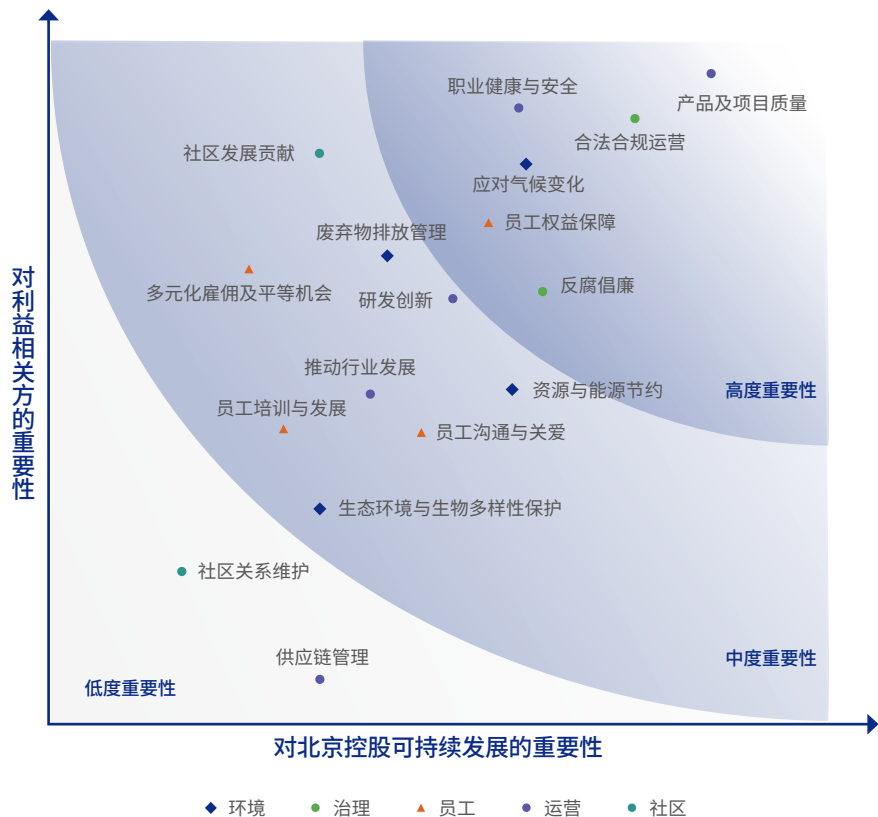 职业健康与安全
产品及项目质量
合法合规运营
社区发展贡献
应对气候变化
员工权益保障
废弃物排放管理
多元化雇佣及平等机会
研发创新
反腐倡廉
推动行业发展
资源与能源节约
高度重要性
员工培训与发展
员工沟通与关爱
生态环境与生物多样性保护
社区关系维护
供应链管理
中度重要性
低度重要性
对利益相关方的重要性
对北京控股可持续发展的重要性
环境
治理
员工
运营
社区